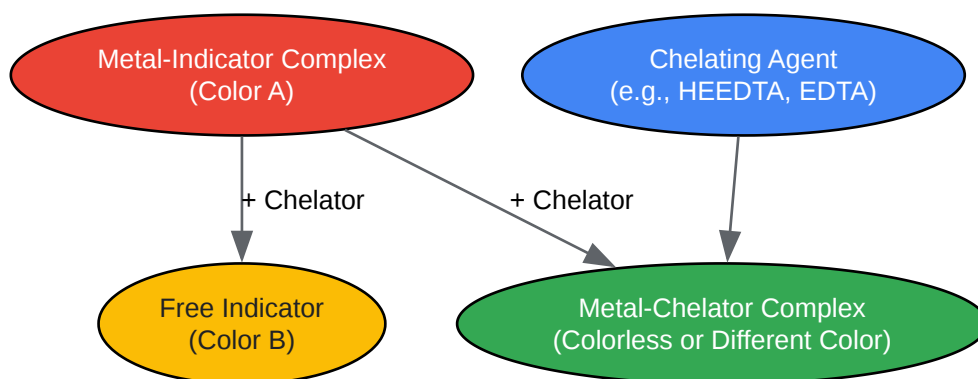 Metal-Indicator Complex
(Color A)
Chelating Agent
(e.g., HEEDTA, EDTA)
+ Chelator
+ Chelator
Free Indicator
(Color B)
Metal-Chelator Complex
(Colorless or Different Color)